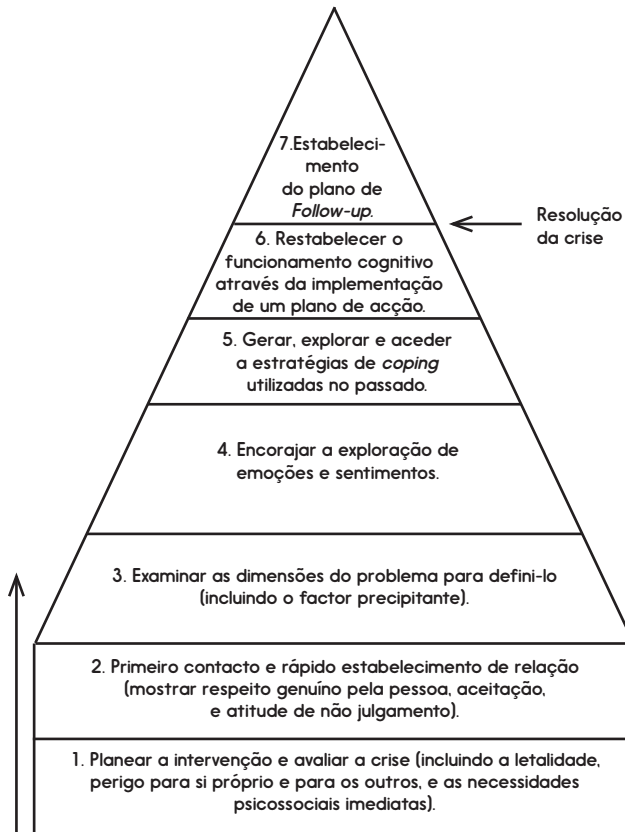 7.Estabeleci-
mento
do plano de
Follow-up.
Resolução
da crise
6. Restabelecer o
funcionamento cognitivo
através da implementação
de um plano de acção.
5. Gerar, explorar e aceder
a estratégias de coping
utilizadas no passado.
4. Encorajar a exploração de
emoções e sentimentos.
3. Examinar as dimensões do problema para defini-lo
(incluindo o factor precipitante).
2. Primeiro contacto e rápido estabelecimento de relação
(mostrar respeito genuíno pela pessoa, aceitação,
e atitude de não julgamento).
1. Planear a intervenção e avaliar a crise (incluindo a letalidade,
perigo para si próprio e para os outros, e as necessidades
psicossociais imediatas).